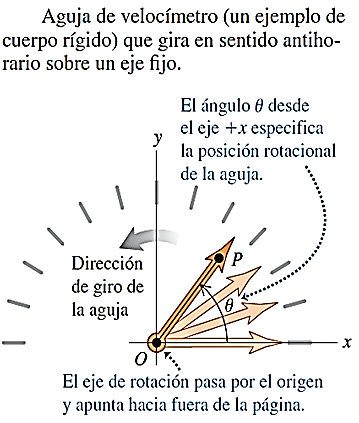 Aguja de velocímetro (un ejemplo de
cuerpo rígido) que gira en sentido antiho-
rario sobre un eje fijo.
El ángulo θ desde
el eje +x especifica
la posición rotacional
de la aguja.
y
Dirección
de giro de
la aguja
P
θ
O
x
El eje de rotación pasa por el origen
y apunta hacia fuera de la página.